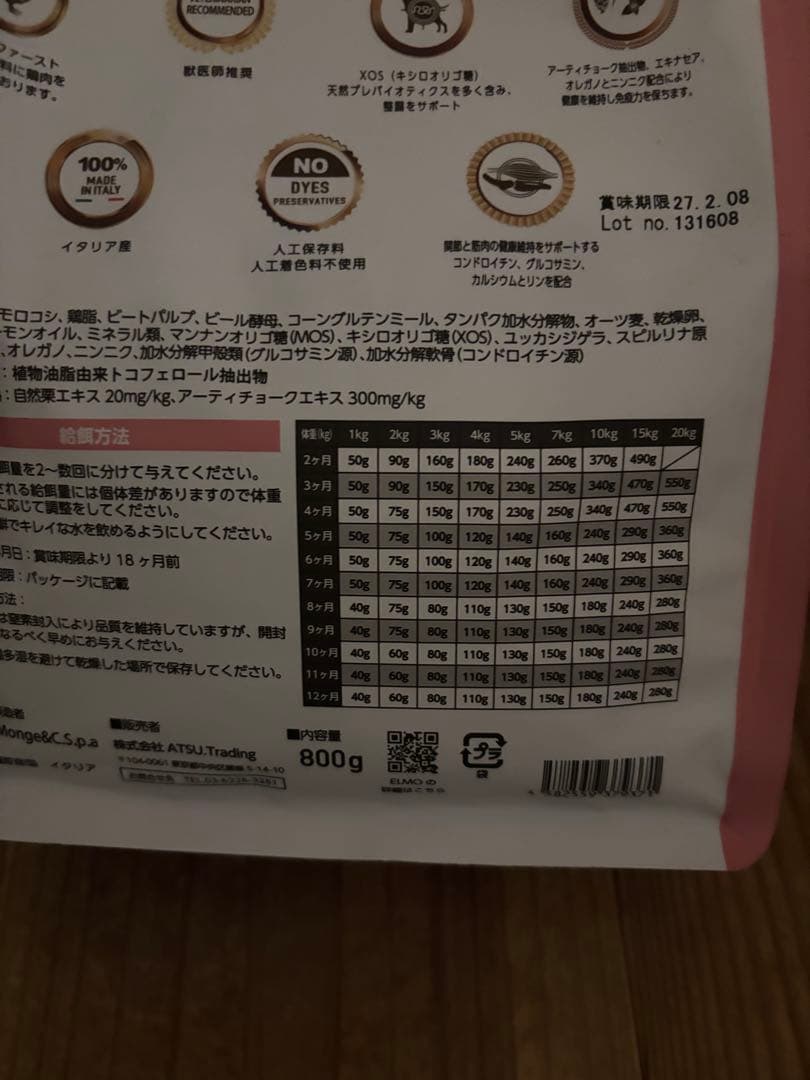 RECOMMENDED
ファースト
料に鶏肉を
おります。
獣医師推奨
XOS（キシロオリゴ糖）
天然プレバイオティクスを多く含み、
整腸をサポート
アーティチョーク抽出物、エキナセア、
オレガノとニンニク配合により
健康を維持し免疫力を保ちます。
100%
MADE
IN ITALY
イタリア産
NO
DYES
PRESERVATIVES
人工保存料
人工着色料不使用
関節と筋肉の健康維持をサポートする
コンドロイチン、グルコサミン、
カルシウムとリンを配合
賞味期限 27. 2. 08
Lot no. 131608
モロコシ、鶏脂、ビートパルプ、ビール酵母、コーングルテンミール、タンパク加水分解物、オーツ麦、乾燥卵、
ーモンオイル、ミネラル類、マンナンオリゴ糖(MOS)、キシロオリゴ糖(XOS)、ユッカシジゲラ、スピルリナ原
、オレガノ、ニンニク、加水分解甲殻類(グルコサミン源)、加水分解軟骨(コンドロイチン源)
：植物油脂由来トコフェロール抽出物
：自然栗エキス 20mg/kg、アーティチョークエキス 300mg/kg
給餌方法
餌量を2〜数回に分けて与えてください。
される給餌量には個体差がありますので体重
に応じて調整をしてください。
鮮でキレイな水を飲めるようにしてください。
月日：賞味期限より 18 ヶ月前
限：パッケージに記載
方法：
は窒素封入により品質を維持していますが、開封
なるべく早めにお与えください。
多湿を避けて乾燥した場所で保存してください。
体重(kg) 1kg 2kg 3kg 4kg 5kg 7kg 10kg 15kg 20kg
2ヶ月 50g 90g 160g 180g 240g 260g 370g 490g
3ヶ月 50g 90g 150g 170g 230g 250g 340g 470g 550g
4ヶ月 50g 75g 150g 170g 230g 250g 340g 470g 550g
5ヶ月 50g 75g 100g 120g 140g 160g 240g 290g 360g
6ヶ月 50g 75g 100g 120g 140g 160g 240g 290g 360g
7ヶ月 50g 75g 100g 120g 140g 160g 240g 290g 360g
8ヶ月 40g 75g 80g 110g 130g 150g 180g 240g 280g
9ヶ月 40g 75g 80g 110g 130g 150g 180g 240g 280g
10ヶ月 40g 60g 80g 110g 130g 150g 180g 240g 280g
11ヶ月 40g 60g 80g 110g 130g 150g 180g 240g 280g
12ヶ月 40g 60g 80g 110g 130g 150g 180g 240g 280g
造者
Monge&C.S.p.a
イタリア
■販売者
株式会社 ATSU.Trading
■内容量
800g
ELMO の
プラ
袋